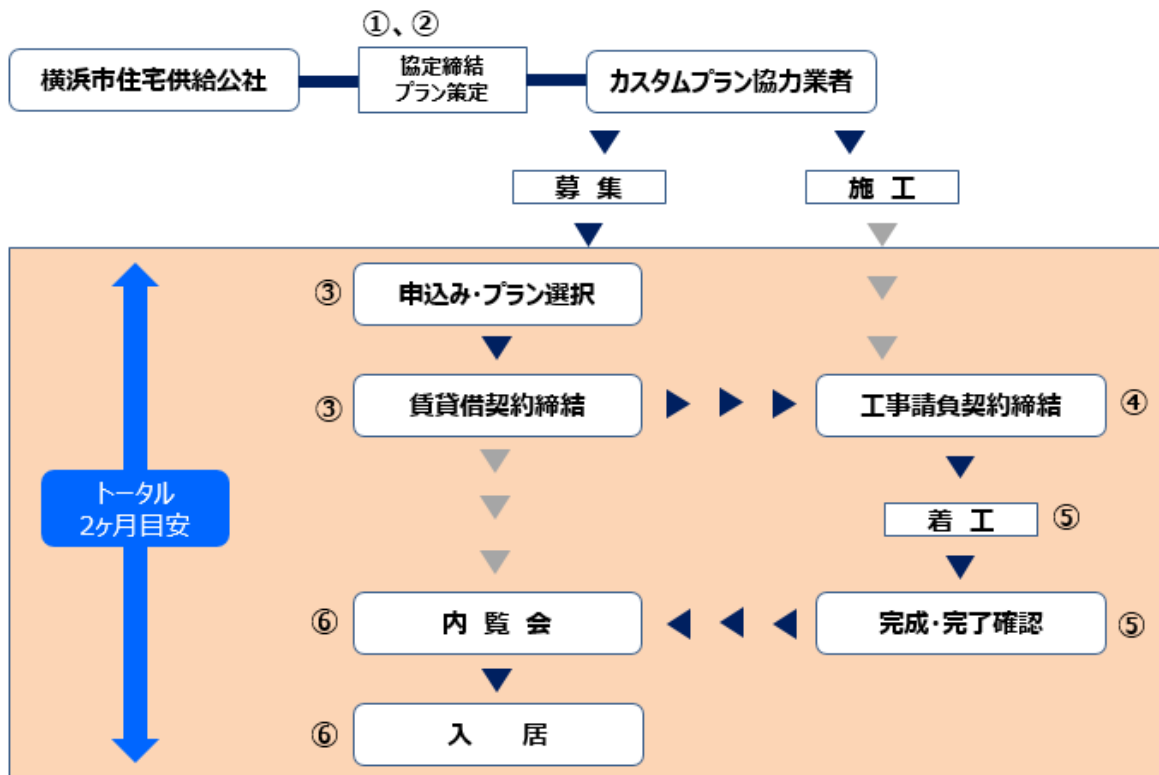 ①、②
横浜市住宅供給公社
協定締結
プラン策定
カスタムプラン協力業者
募 集
施 工
③
申込み・プラン選択
③
賃貸借契約締結
工事請負契約締結
④
トータル
2ヶ月目安
着 工
⑤
⑥
内 覧 会
完成・完了確認
⑤
⑥
入 居